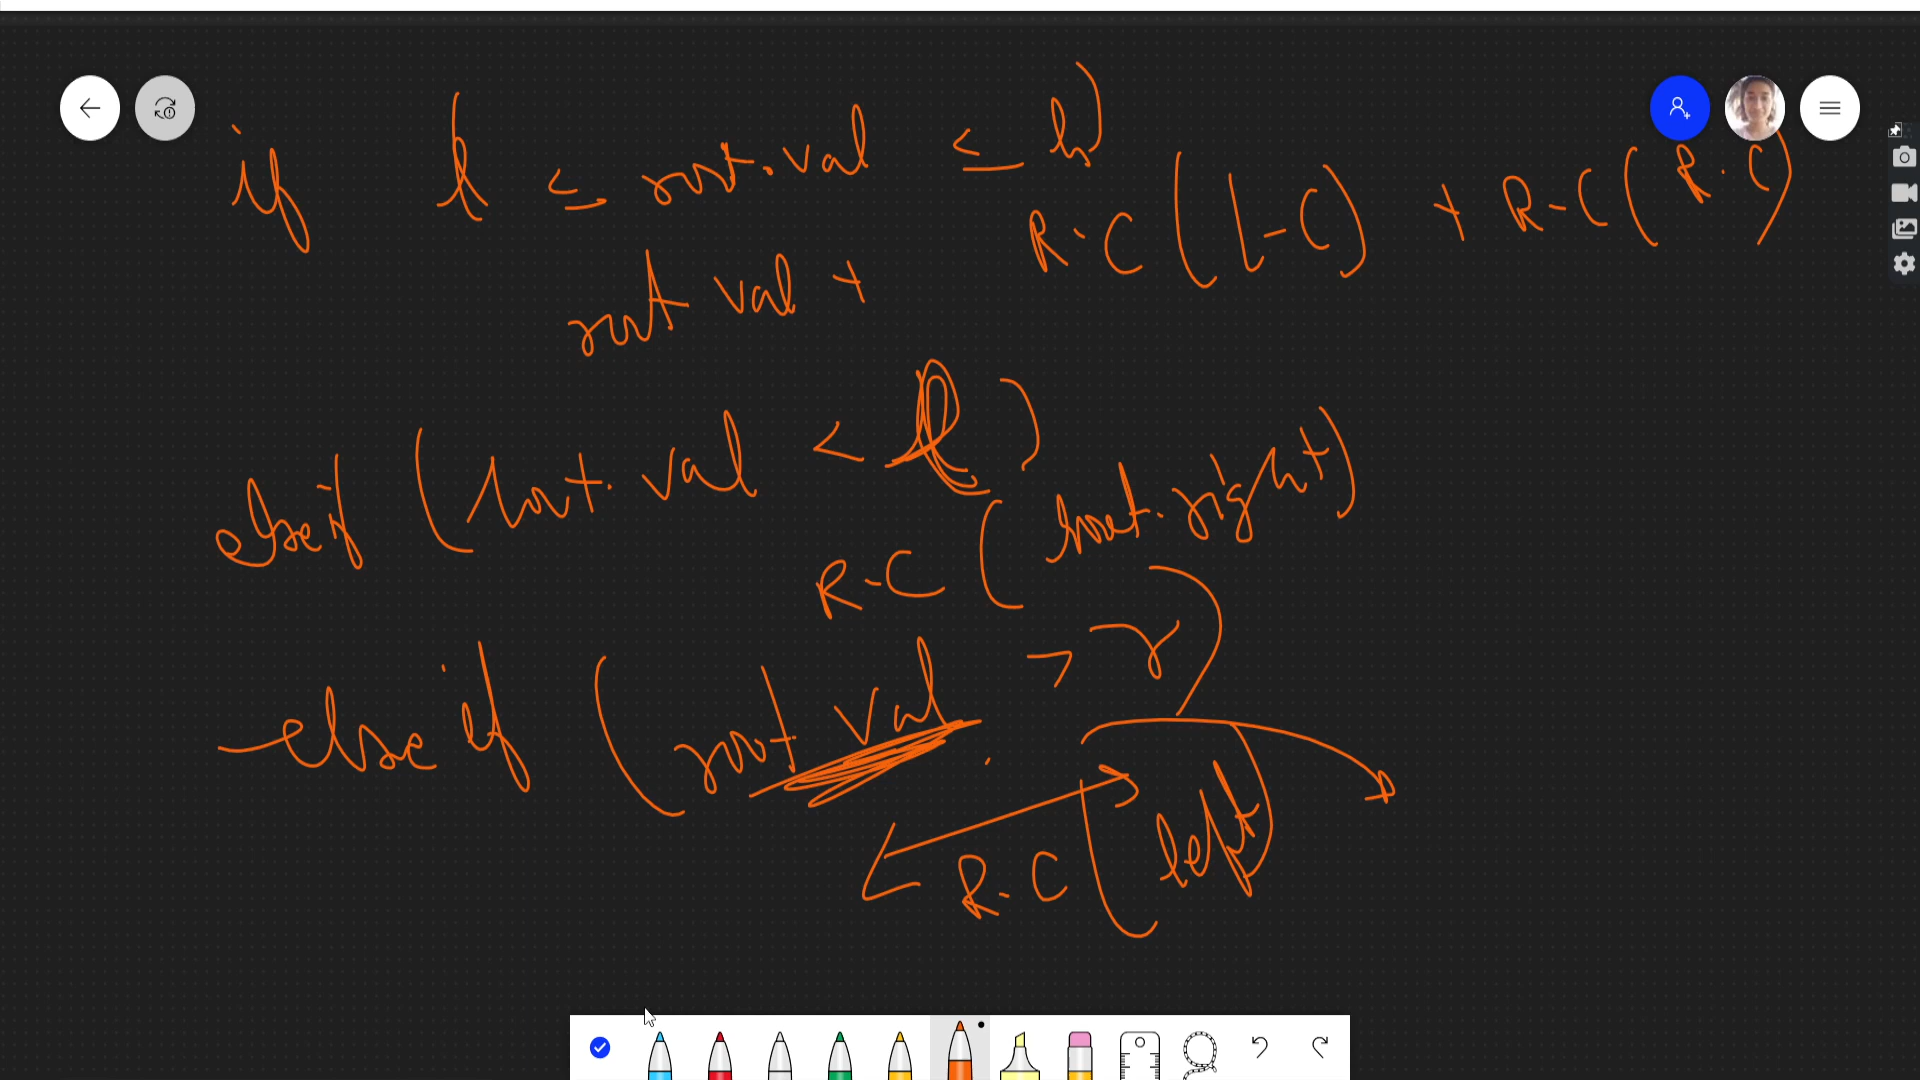 if l ≤ root.val ≤ h)
root val + R-C (L-C) + R-C (R.C)
else if (root.val < l)
R-C (root.right)
else if (root val > r)
R-C (left)